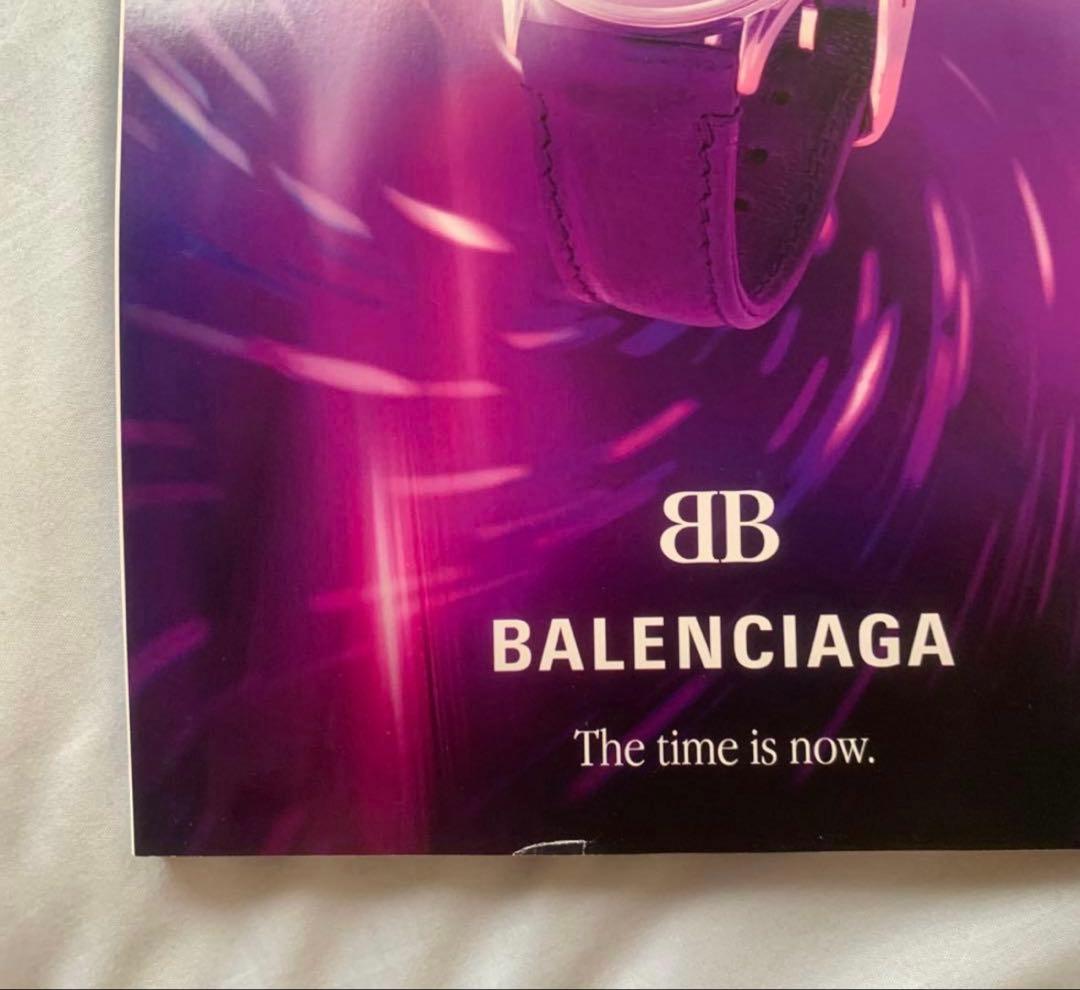 BB
BALENCIAGA
The time is now.